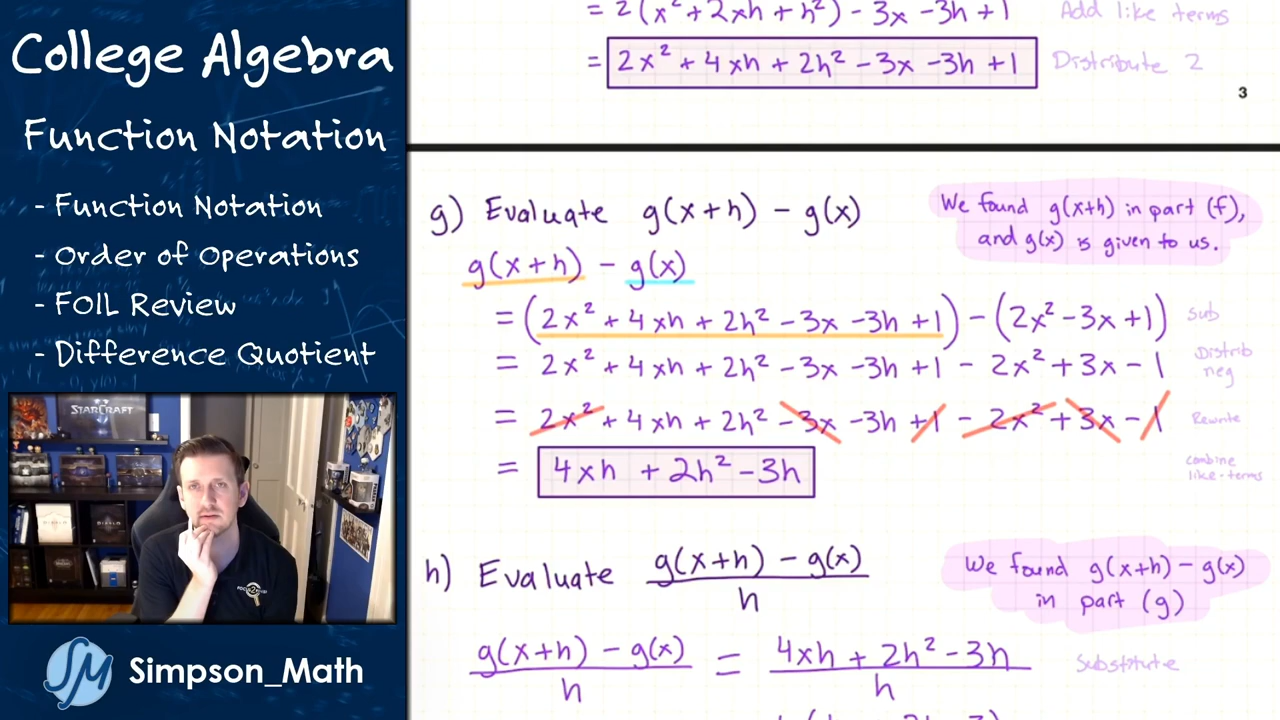 College Algebra
Function Notation
- Function Notation
- Order of Operations
- FOIL Review
- Difference Quotient
STARCRAFT
DIABLO
Simpson_Math
= 2(x² + 2xh + h²) - 3x - 3h + 1 Add like terms
= 2x² + 4xh + 2h² - 3x - 3h + 1 Distribute 2
3
g) Evaluate g(x+h) - g(x)
We found g(x+h) in part (f),
and g(x) is given to us.
g(x+h) - g(x)
= (2x² + 4xh + 2h² - 3x - 3h + 1) - (2x² - 3x + 1) Sub
= 2x² + 4xh + 2h² - 3x - 3h + 1 - 2x² + 3x - 1 Distrib
neg
= 2x² + 4xh + 2h² - 3x - 3h + 1 - 2x² + 3x - 1 Rewrite
= 4xh + 2h² - 3h combine
like-terms
h) Evaluate g(x+h) - g(x)
h
We found g(x+h) - g(x)
in part (g)
g(x+h) - g(x) = 4xh + 2h² - 3h Substitute
h h